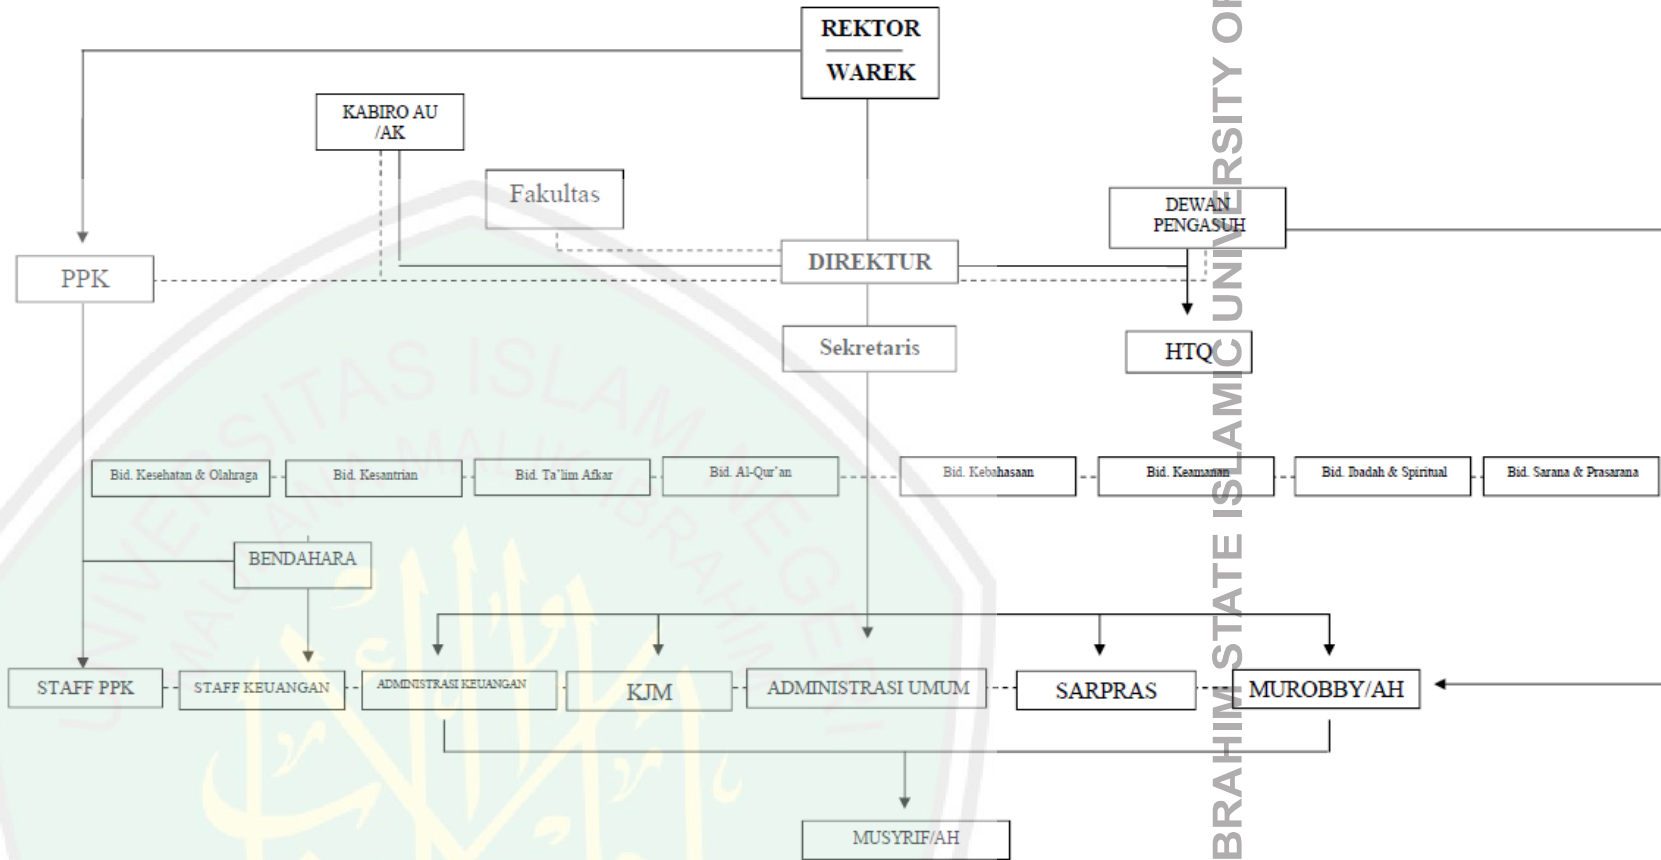 REKTOR
WAREK
KABIRO AU
/AK
Fakultas
DEWAN
PENGASUH
PPK
DIREKTUR
Sekretaris
HTQ
Bid. Kesehatan & Olahraga
Bid. Kesantrian
Bid. Ta'lim Afkar
Bid. Al-Qur'an
Bid. Kebahasaan
Bid. Keamanan
Bid. Ibadah & Spiritual
Bid. Sarana & Prasarana
BENDAHARA
STAFF PPK
STAFF KEUANGAN
ADMINISTRASI KEUANGAN
KJM
ADMINISTRASI UMUM
SARPRAS
MUROBBY/AH
MUSYRIF/AH
UNIVERSITAS ISLAM NEGERI
MAULANA MALIK IBRAHIM
BRAHIM STATE ISLAMIC UNIVERSITY OF